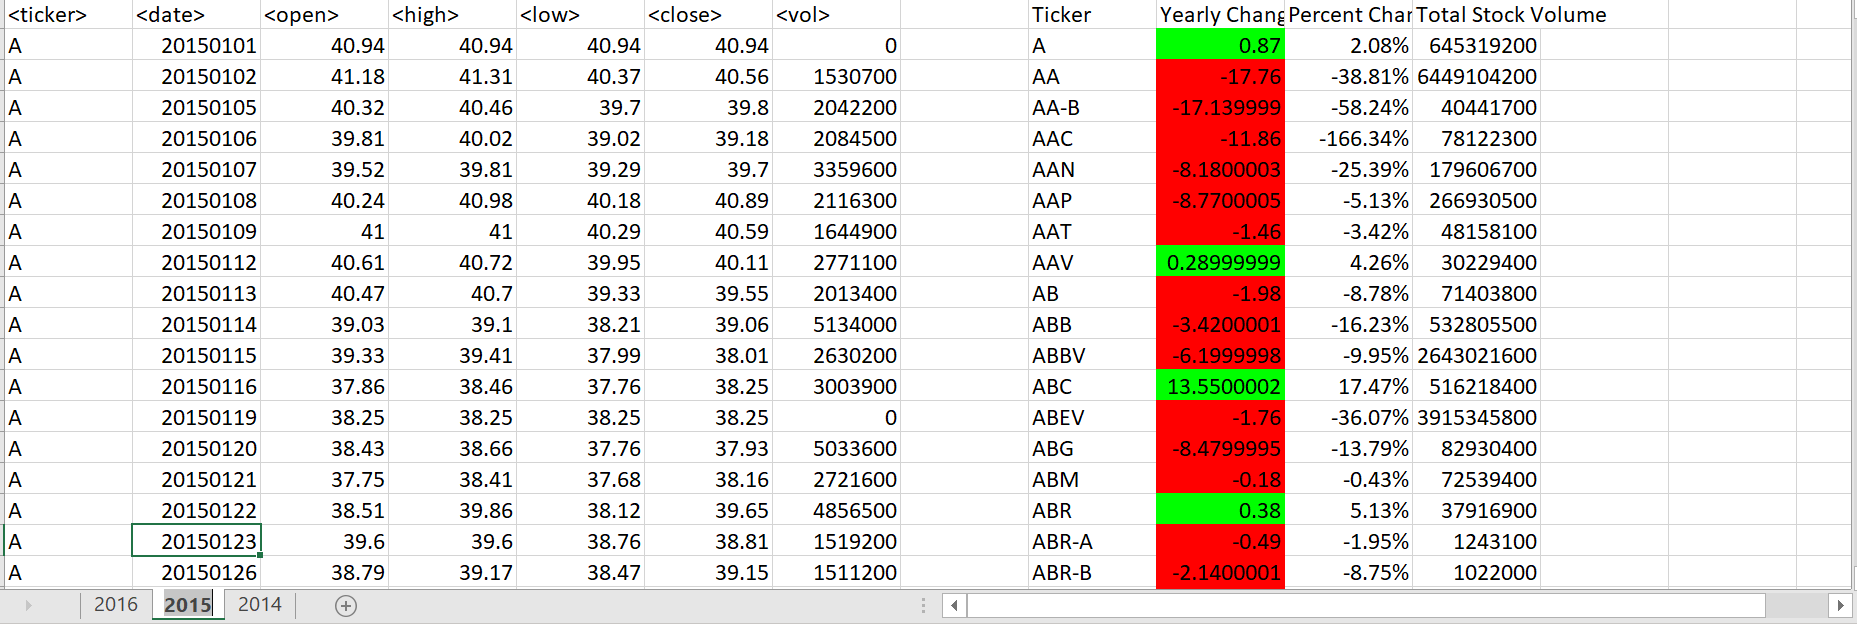 <ticker> <date> <open> <high> <low> <close> <vol> Ticker Yearly Chang Percent Char Total Stock Volume
A 20150101 40.94 40.94 40.94 40.94 0 A 0.87 2.08% 645319200
A 20150102 41.18 41.31 40.37 40.56 1530700 AA -17.76 -38.81% 6449104200
A 20150105 40.32 40.46 39.7 39.8 2042200 AA-B -17.139999 -58.24% 40441700
A 20150106 39.81 40.02 39.02 39.18 2084500 AAC -11.86 -166.34% 78122300
A 20150107 39.52 39.81 39.29 39.7 3359600 AAN -8.1800003 -25.39% 179606700
A 20150108 40.24 40.98 40.18 40.89 2116300 AAP -8.7700005 -5.13% 266930500
A 20150109 41 41 40.29 40.59 1644900 AAT -1.46 -3.42% 48158100
A 20150112 40.61 40.72 39.95 40.11 2771100 AAV 0.28999999 4.26% 30229400
A 20150113 40.47 40.7 39.33 39.55 2013400 AB -1.98 -8.78% 71403800
A 20150114 39.03 39.1 38.21 39.06 5134000 ABB -3.4200001 -16.23% 532805500
A 20150115 39.33 39.41 37.99 38.01 2630200 ABBV -6.1999998 -9.95% 2643021600
A 20150116 37.86 38.46 37.76 38.25 3003900 ABC 13.5500002 17.47% 516218400
A 20150119 38.25 38.25 38.25 38.25 0 ABEV -1.76 -36.07% 3915345800
A 20150120 38.43 38.66 37.76 37.93 5033600 ABG -8.4799995 -13.79% 82930400
A 20150121 37.75 38.41 37.68 38.16 2721600 ABM -0.18 -0.43% 72539400
A 20150122 38.51 39.86 38.12 39.65 4856500 ABR 0.38 5.13% 37916900
A 20150123 39.6 39.6 38.76 38.81 1519200 ABR-A -0.49 -1.95% 1243100
A 20150126 38.79 39.17 38.47 39.15 1511200 ABR-B -2.1400001 -8.75% 1022000
2016 2015 2014